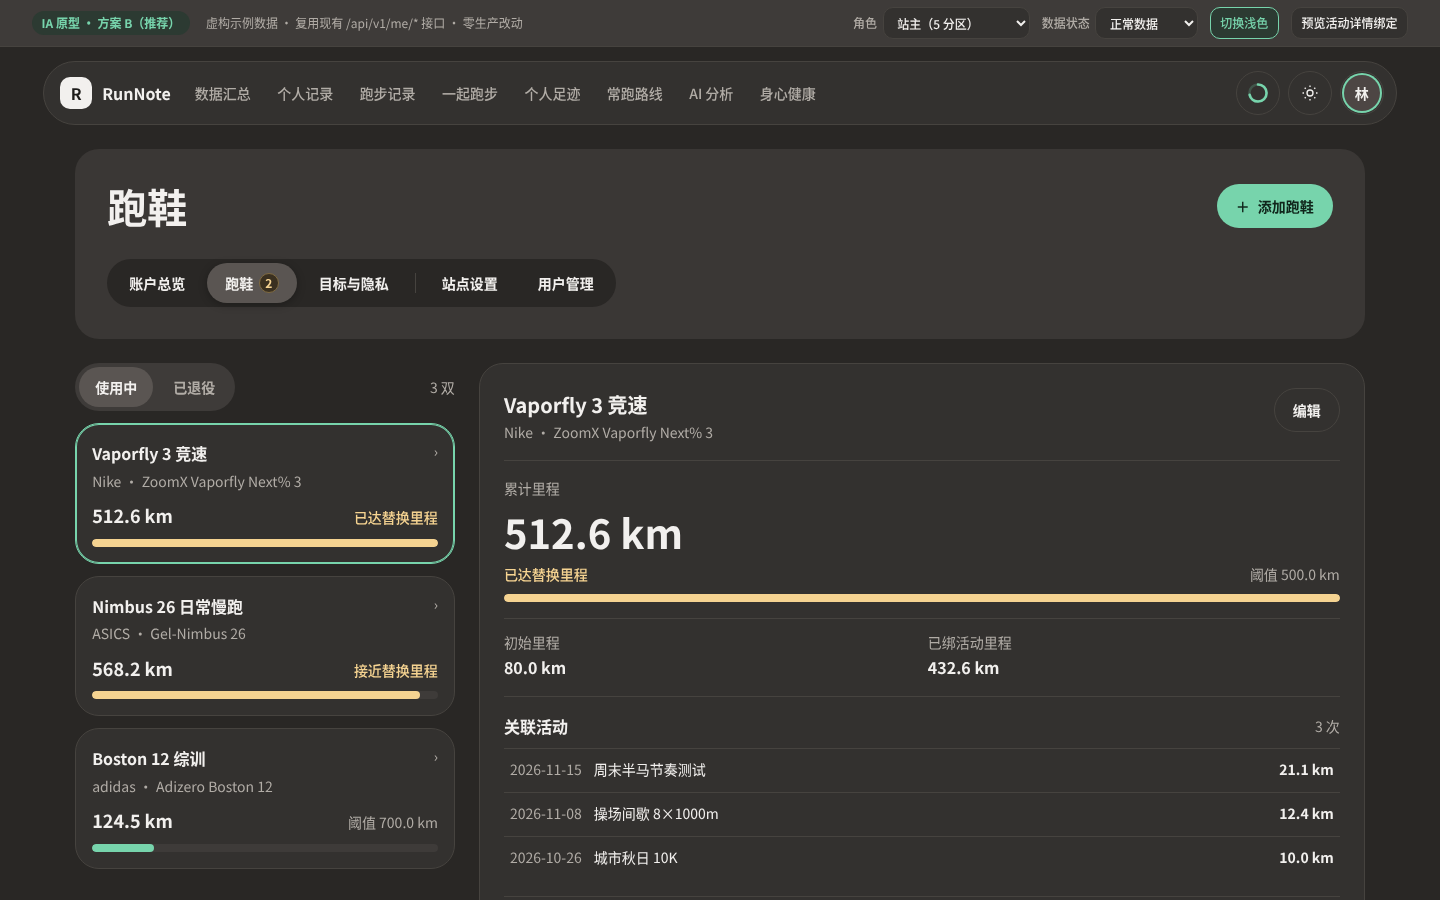 IA 原型 · 方案 B（推荐） 虚构示例数据 · 复用现有 /api/v1/me/* 接口 · 零生产改动 角色 站主（5 分区） 数据状态 正常数据 切换浅色 预览活动详情绑定
R RunNote 数据汇总 个人记录 跑步记录 一起跑步 个人足迹 常跑路线 AI 分析 身心健康 林
跑鞋
＋ 添加跑鞋
账户总览 跑鞋 2 目标与隐私 站点设置 用户管理
使用中 已退役 3 双
Vaporfly 3 竞速 ›
Nike · ZoomX Vaporfly Next% 3
512.6 km 已达替换里程
Nimbus 26 日常慢跑 ›
ASICS · Gel-Nimbus 26
568.2 km 接近替换里程
Boston 12 综训 ›
adidas · Adizero Boston 12
124.5 km 阈值 700.0 km
Vaporfly 3 竞速
Nike · ZoomX Vaporfly Next% 3
编辑
累计里程
512.6 km
已达替换里程 阈值 500.0 km
初始里程 已绑活动里程
80.0 km 432.6 km
关联活动 3 次
2026-11-15 周末半马节奏测试 21.1 km
2026-11-08 操场间歇 8×1000m 12.4 km
2026-10-26 城市秋日 10K 10.0 km